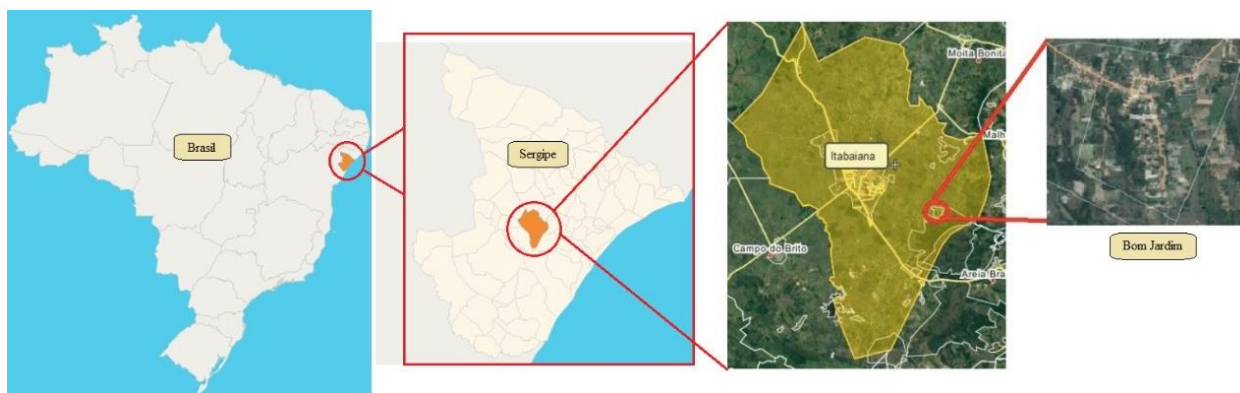 Brasil
Sergipe
Moita Bonita
Malh
Itabaiana
Campo do Brito
Areia Bra
Bom Jardim